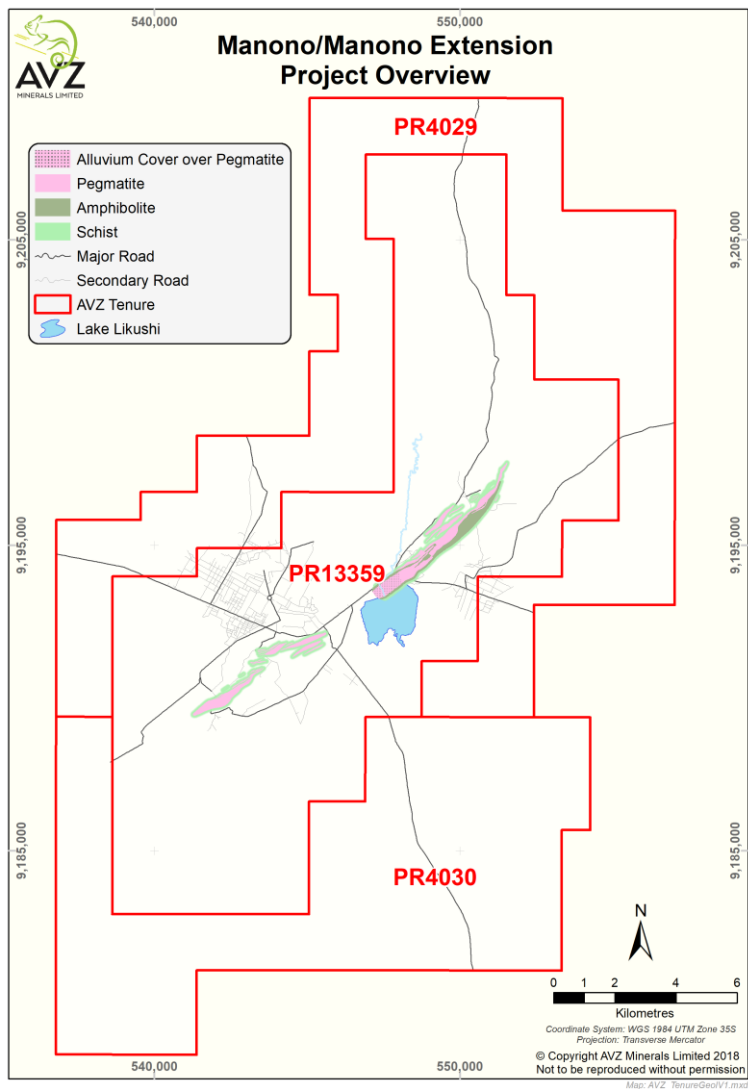 540,000
550,000
AVZ
MINERALS LIMITED
Manono/Manono Extension
Project Overview
PR4029
Alluvium Cover over Pegmatite
Pegmatite
Amphibolite
Schist
Major Road
Secondary Road
AVZ Tenure
Lake Likushi
9,205,000
9,205,000
9,195,000
9,195,000
PR13359
9,185,000
9,185,000
PR4030
N
0 1 2 4 6
Kilometres
Coordinate System: WGS 1984 UTM Zone 35S
Projection: Transverse Mercator
© Copyright AVZ Minerals Limited 2018
Not to be reproduced without permission
540,000
550,000
Map: AVZ_TenureGeolV1.mxd